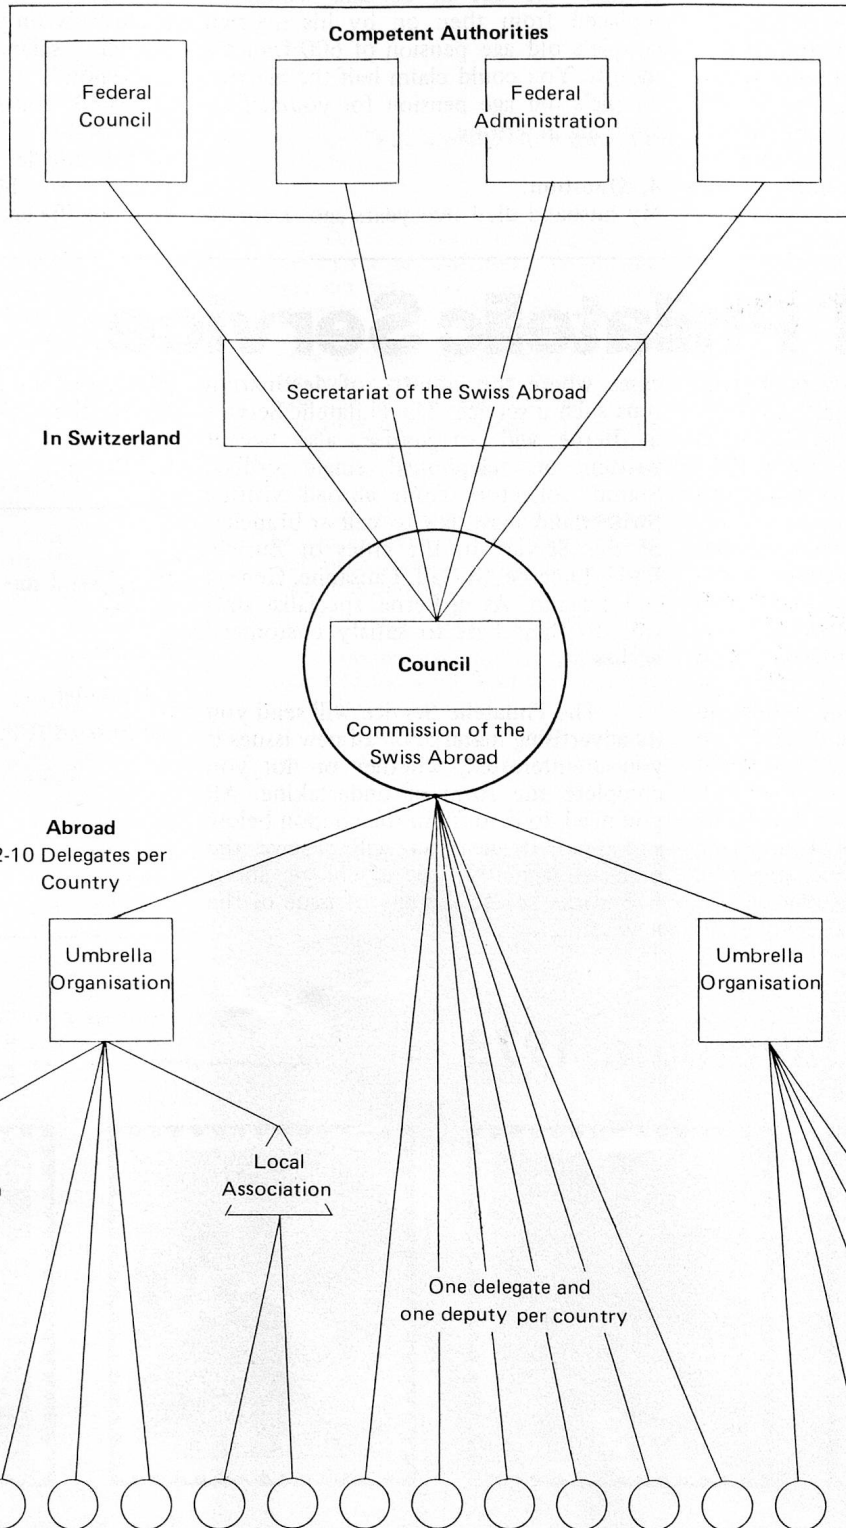 Competent Authorities
Federal
Council
Federal
Administration
Secretariat of the Swiss Abroad
In Switzerland
Council
Commission of the
Swiss Abroad
Abroad
2-10 Delegates per
Country
Umbrella
Organisation
Umbrella
Organisation
Local
Association
One delegate and
one deputy per country